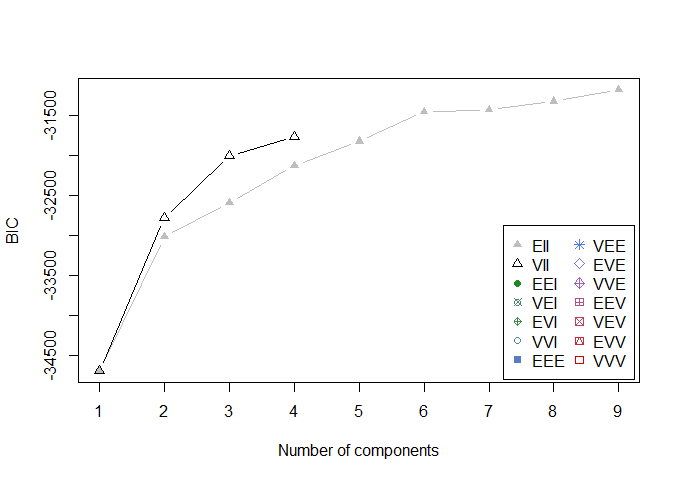 BIC
-31500
-32500
-33500
-34500
1 2 3 4 5 6 7 8 9
Number of components
EII VEE
VII EVE
EEI VVE
VEI EEV
EVI VEV
VVI EVV
EEE VVV